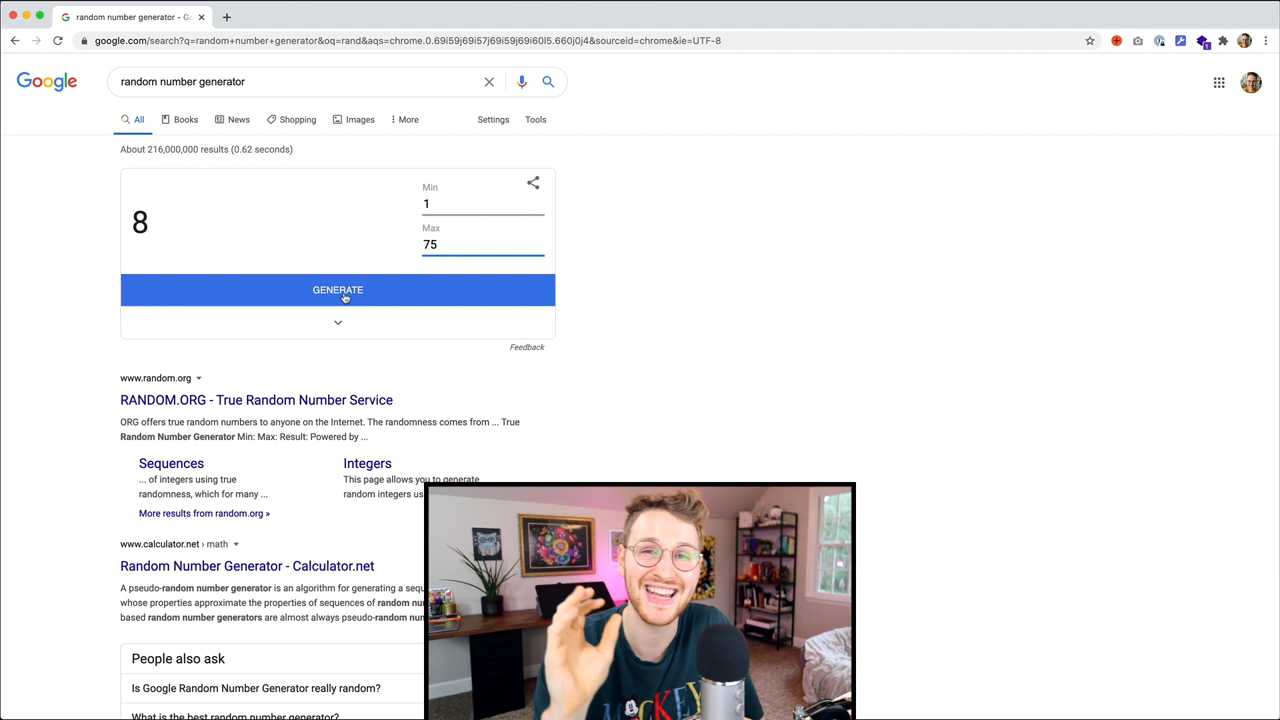 random number generator - Go
google.com/search?q=random+number+generator&oq=rand&aqs=chrome.0.69i59j69i57j69i59j69i60l5.660j0j4&sourceid=chrome&ie=UTF-8
1
Google
random number generator
All Books News Shopping Images More Settings Tools
About 216,000,000 results (0.62 seconds)
Min
1
8
Max
75
GENERATE
Feedback
www.random.org
RANDOM.ORG - True Random Number Service
ORG offers true random numbers to anyone on the Internet. The randomness comes from ... True
Random Number Generator Min: Max: Result: Powered by ...
Sequences Integers
... of integers using true This page allows you to generate
randomness, which for many ... random integers us
More results from random.org »
www.calculator.net › math
Random Number Generator - Calculator.net
A pseudo-random number generator is an algorithm for generating a sequ
whose properties approximate the properties of sequences of random nu
based random number generators are almost always pseudo-random num
People also ask
Is Google Random Number Generator really random?
What is the best random number generator?
MICKEY